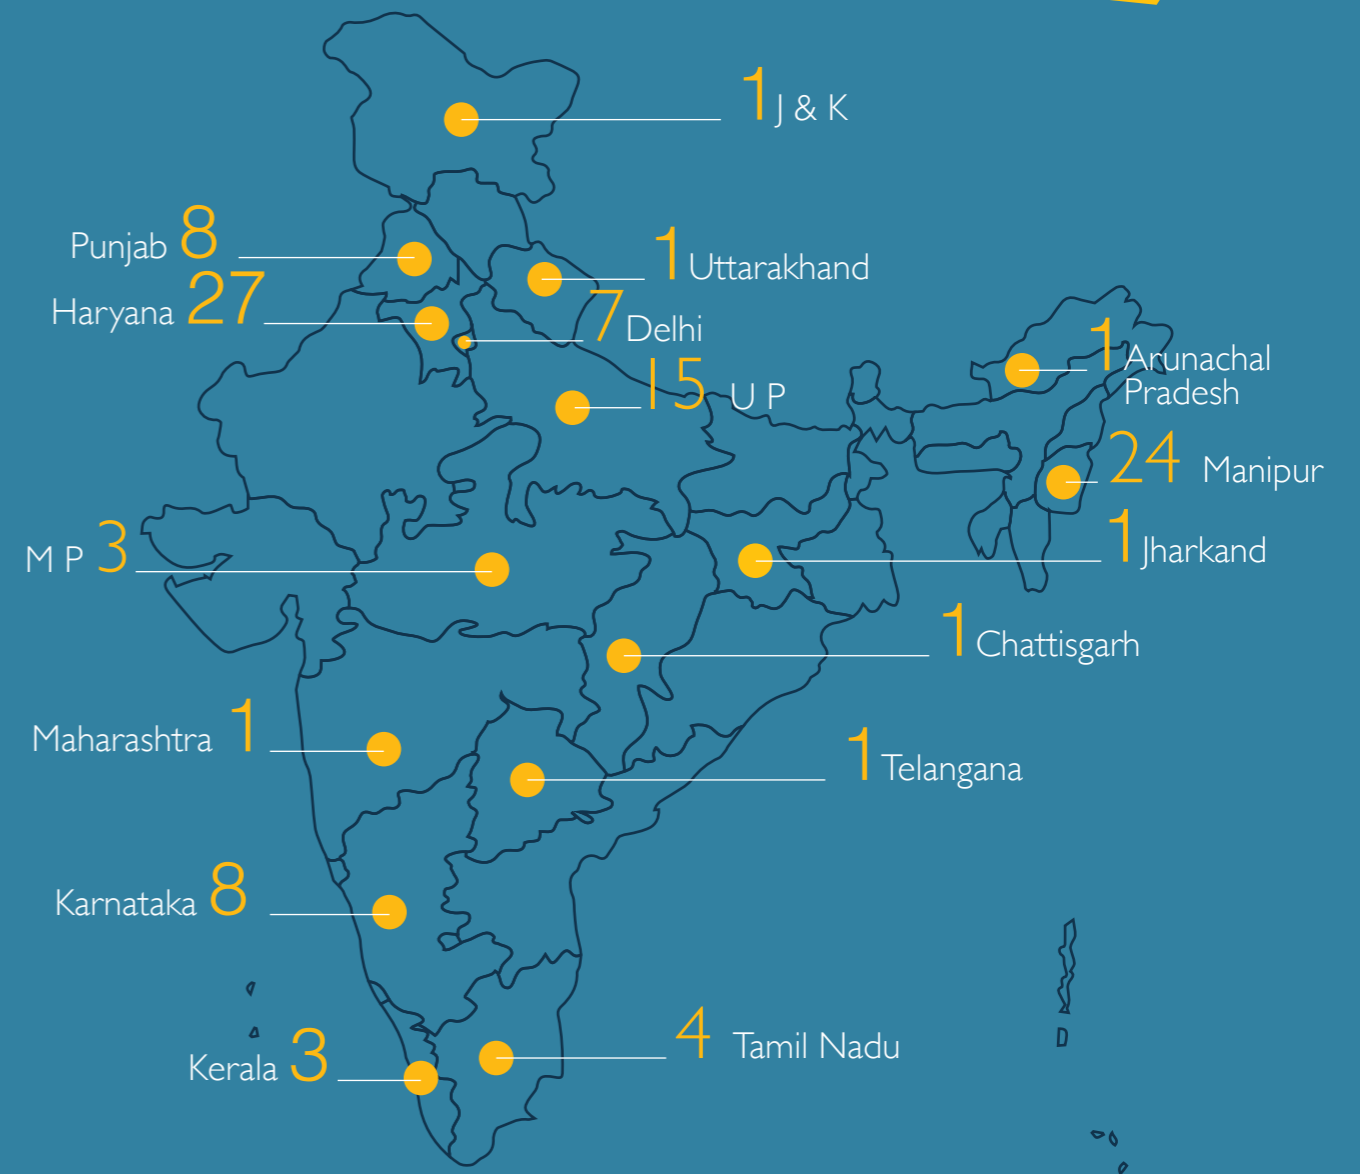 1 J & K
Punjab 8
1 Uttarakhand
Haryana 27
7 Delhi
15 U P
1 Arunachal
Pradesh
24 Manipur
M P 3
1 Jharkand
1 Chattisgarh
Maharashtra 1
1 Telangana
Karnataka 8
4 Tamil Nadu
Kerala 3